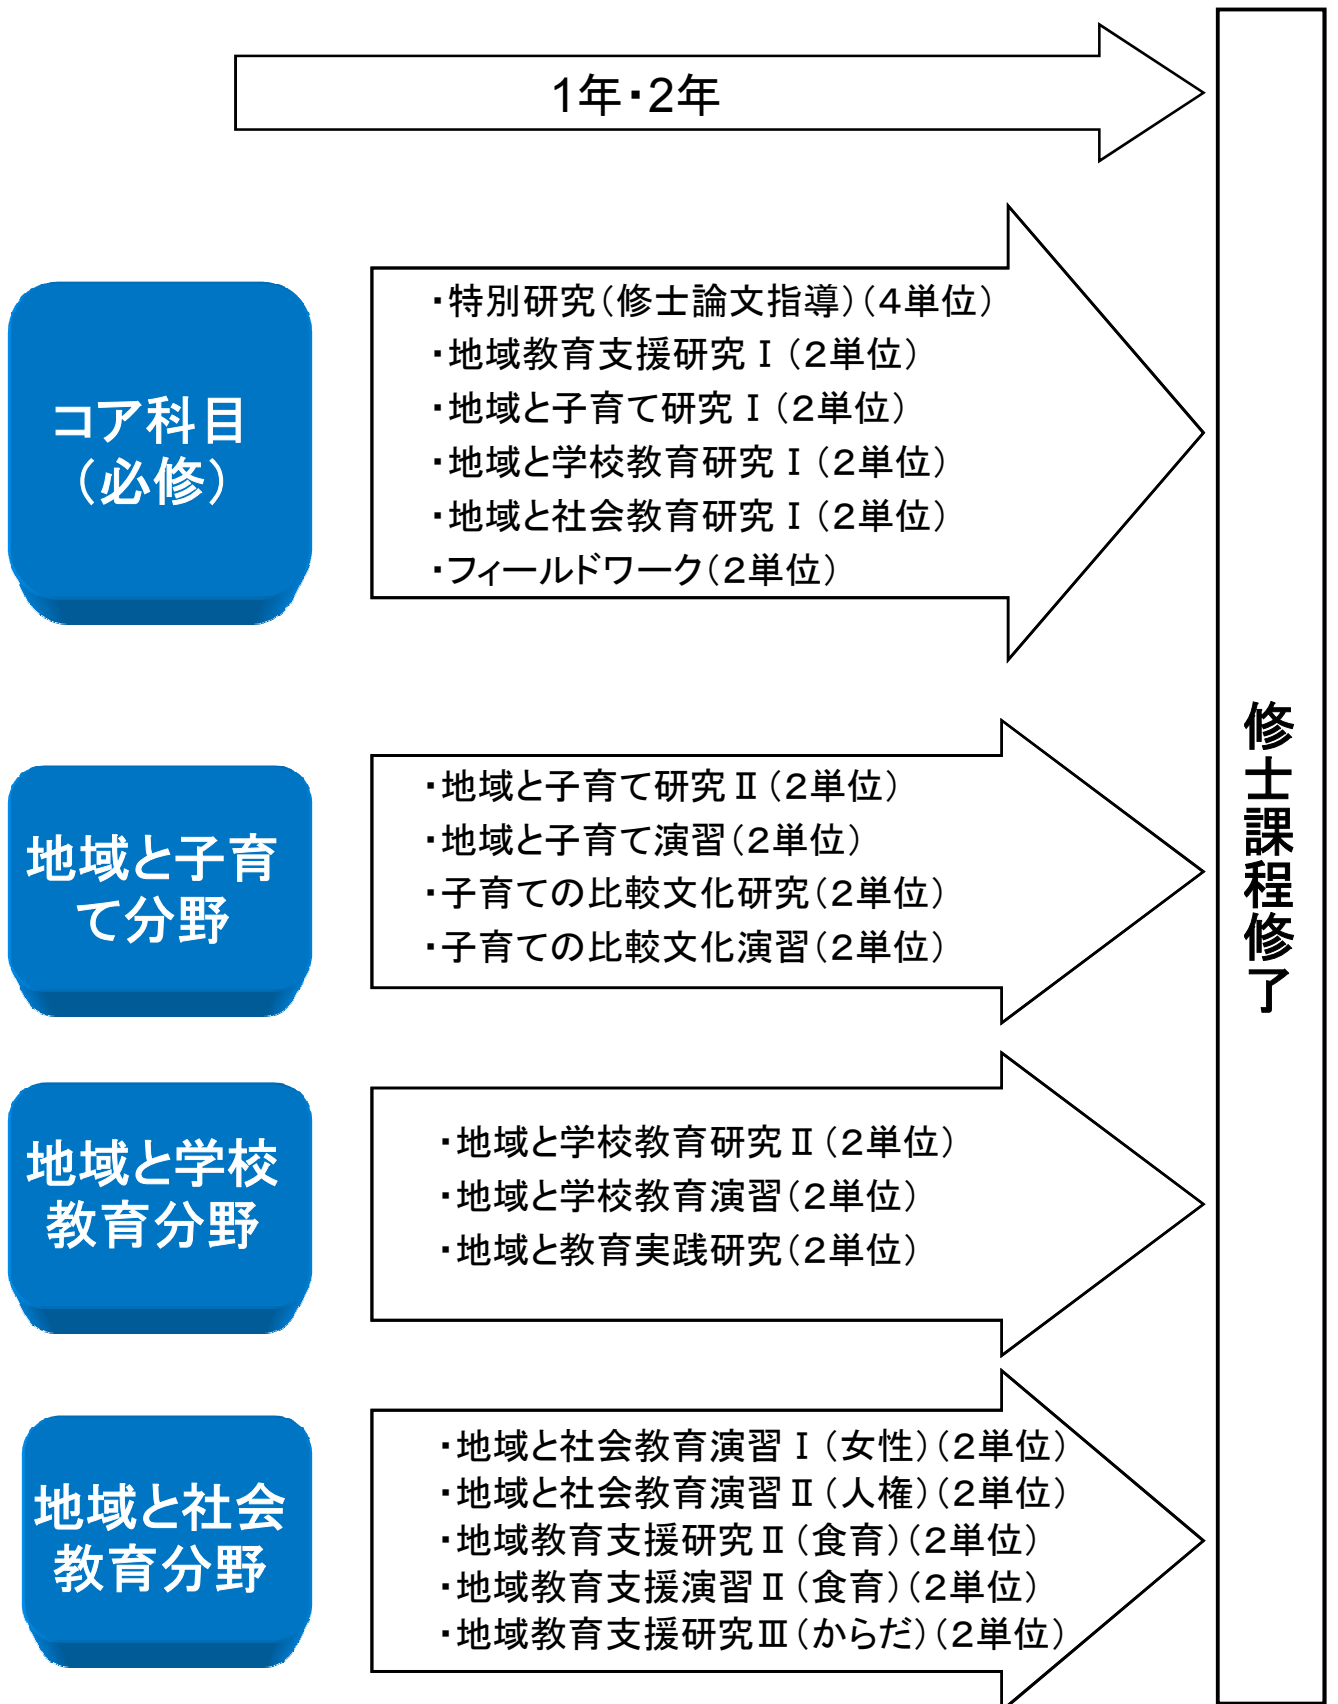 1年・2年
コア科目
（必修）
・特別研究（修士論文指導）（４単位）
・地域教育支援研究Ⅰ（２単位）
・地域と子育て研究Ⅰ（２単位）
・地域と学校教育研究Ⅰ（２単位）
・地域と社会教育研究Ⅰ（２単位）
・フィールドワーク（２単位）
地域と子育
て分野
・地域と子育て研究Ⅱ（２単位）
・地域と子育て演習（２単位）
・子育ての比較文化研究（２単位）
・子育ての比較文化演習（２単位）
地域と学校
教育分野
・地域と学校教育研究Ⅱ（２単位）
・地域と学校教育演習（２単位）
・地域と教育実践研究（２単位）
地域と社会
教育分野
・地域と社会教育演習Ⅰ（女性）（２単位）
・地域と社会教育演習Ⅱ（人権）（２単位）
・地域教育支援研究Ⅱ（食育）（２単位）
・地域教育支援演習Ⅱ（食育）（２単位）
・地域教育支援研究Ⅲ（からだ）（２単位）
修士課程修了